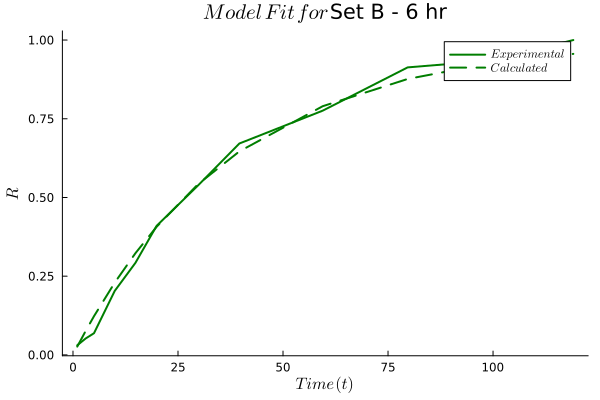 Model Fit for Set B - 6 hr
1.00
Experimental
Calculated
0.75
R
0.50
0.25
0.00
0 25 50 75 100
Time(t)